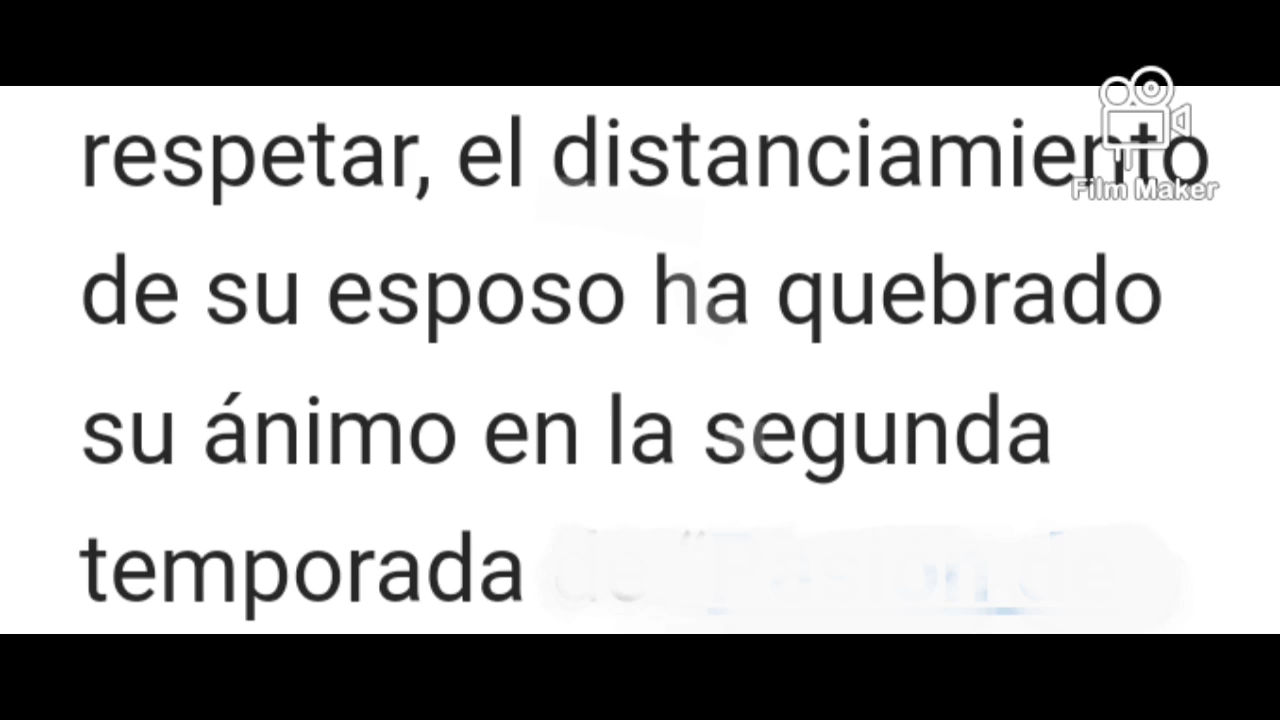 respetar, el distanciamiento
de su esposo ha quebrado
su ánimo en la segunda
temporada
Film Maker